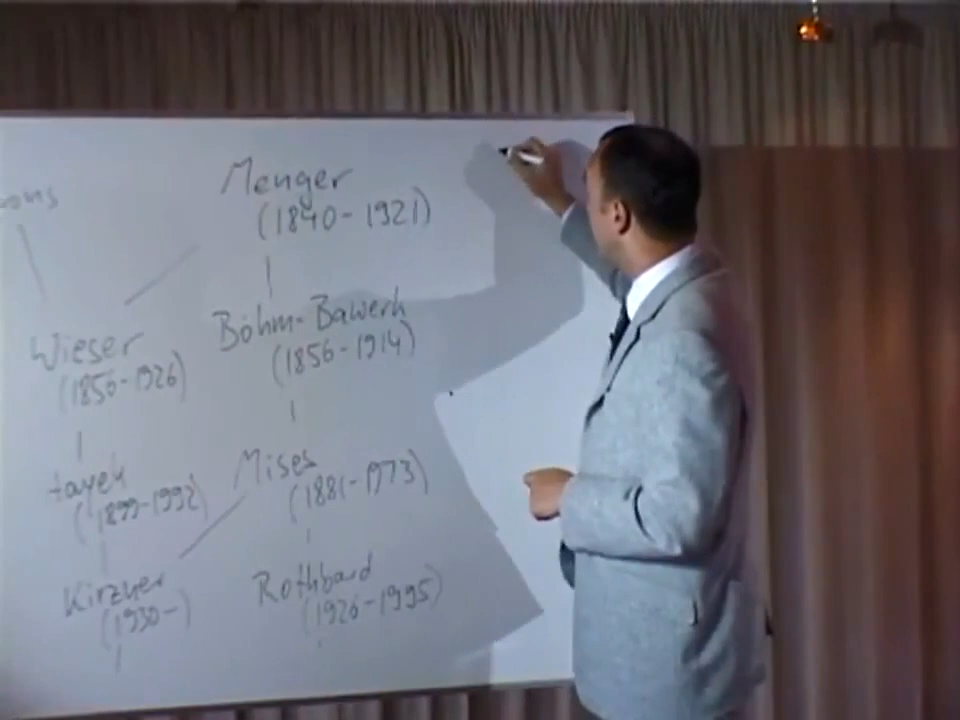 Menger
(1840-1921)
Wieser
(1850-1926)
Böhm-Bawerk
(1856-1914)
Hayek
(1899-1992)
Mises
(1881-1973)
Kirzner
(1930-)
Rothbard
(1926-1995)